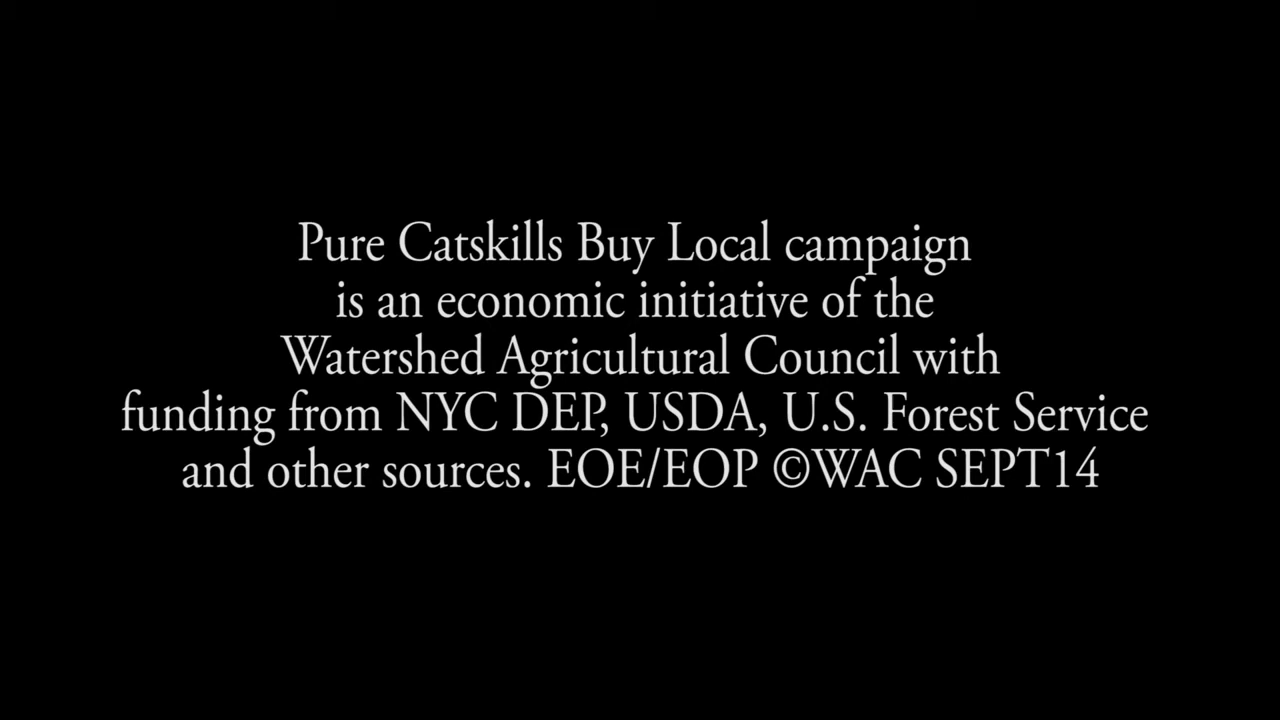 Pure Catskills Buy Local campaign
is an economic initiative of the
Watershed Agricultural Council with
funding from NYC DEP, USDA, U.S. Forest Service
and other sources. EOE/EOP ©WAC SEPT14